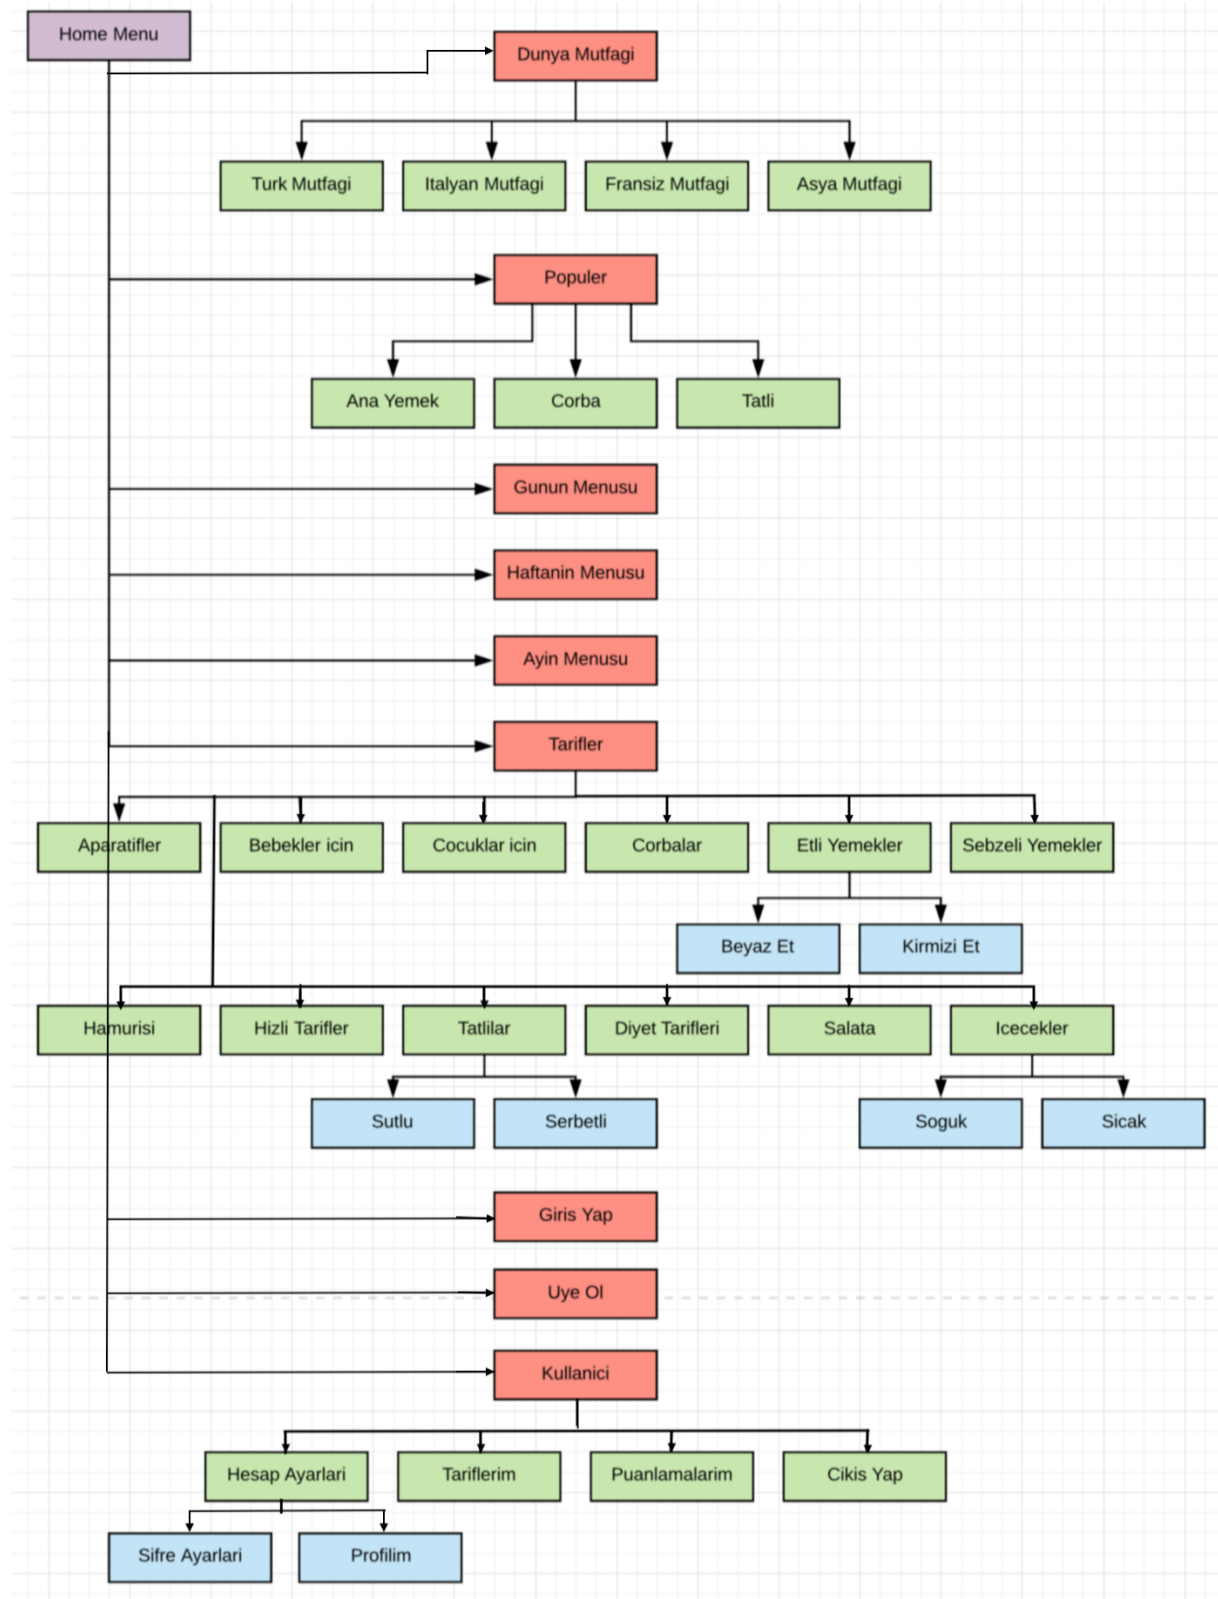 Home Menu
Dunya Mutfagi
Turk Mutfagi
Italyan Mutfagi
Fransiz Mutfagi
Asya Mutfagi
Populer
Ana Yemek
Corba
Tatli
Gunun Menusu
Haftanin Menusu
Ayin Menusu
Tarifler
Aparatifler
Bebekler icin
Cocuklar icin
Corbalar
Etli Yemekler
Sebzeli Yemekler
Beyaz Et
Kirmizi Et
Hamurisi
Hizli Tarifler
Tatlilar
Diyet Tarifleri
Salata
Icecekler
Sutlu
Serbetli
Soguk
Sicak
Giris Yap
Uye Ol
Kullanici
Hesap Ayarlari
Tariflerim
Puanlamalarim
Cikis Yap
Sifre Ayarlari
Profilim